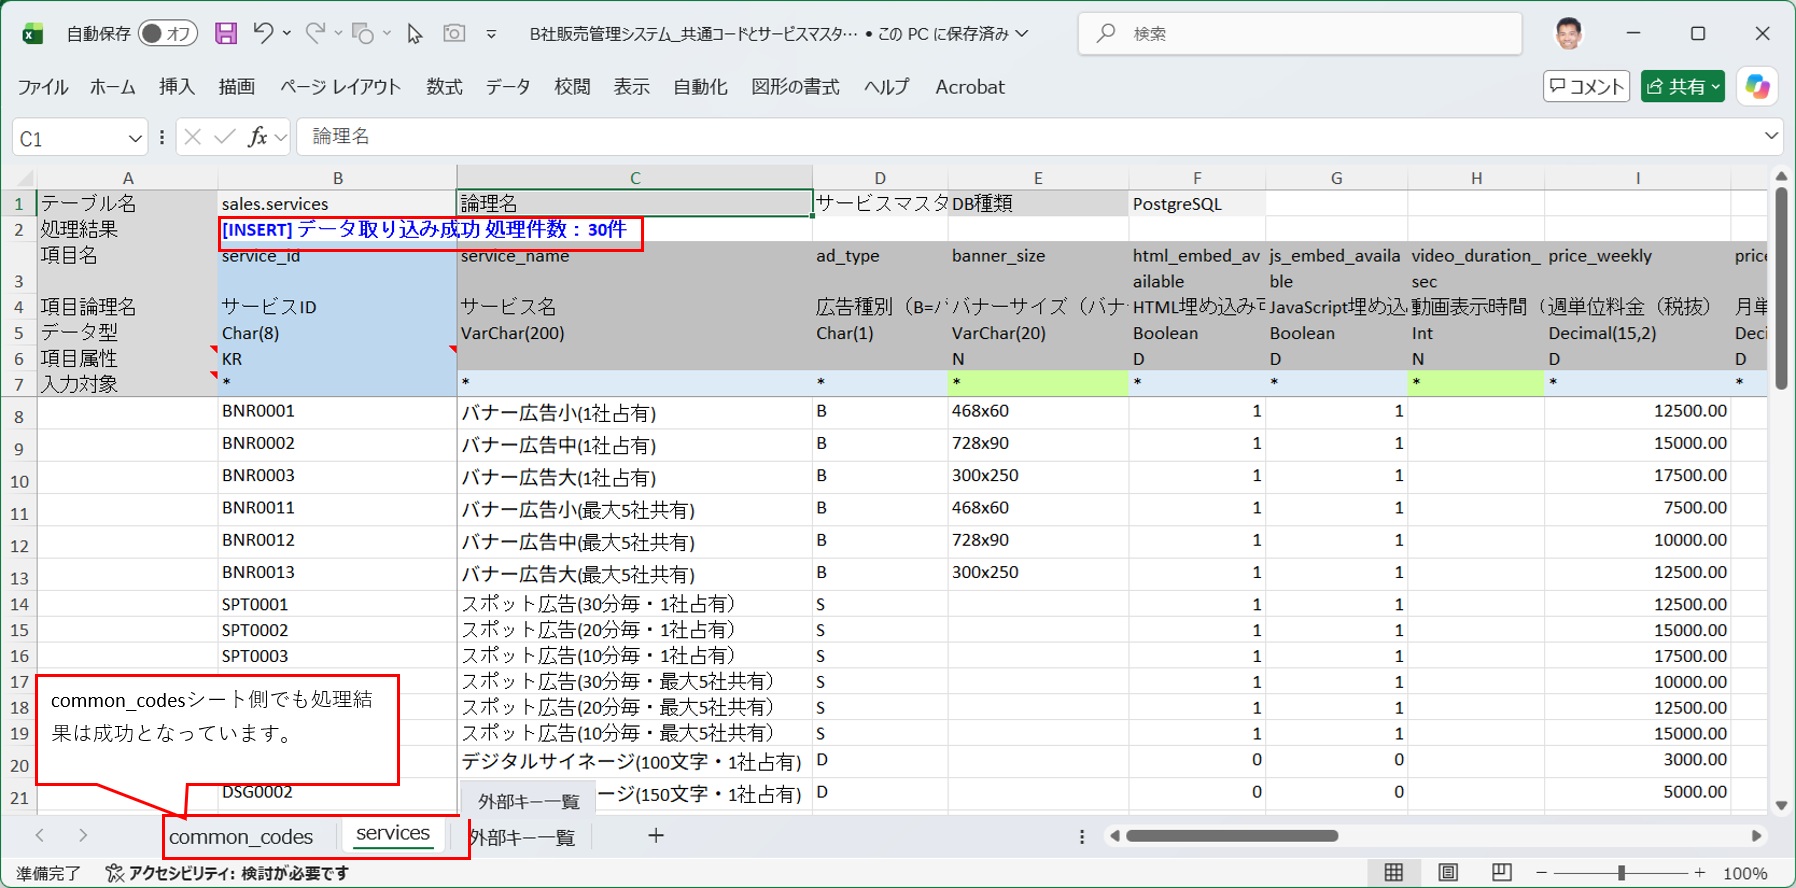 自動保存 オフ B社販売管理システム_共通コードとサービスマスタ… • この PC に保存済み 検索
ファイル ホーム 挿入 描画 ページ レイアウト 数式 データ 校閲 表示 自動化 図形の書式 ヘルプ Acrobat コメント 共有
C1 fx 論理名
A B C D E F G H I
1 テーブル名 sales.services 論理名 サービスマスタ DB種類 PostgreSQL
2 処理結果 [INSERT] データ取り込み成功 処理件数：30件
3 項目名 service_id service_name ad_type banner_size html_embed_available js_embed_available video_duration_sec price_weekly price
4 項目論理名 サービスID サービス名 広告種別（B=バ バナーサイズ（バナー HTML埋め込み可 JavaScript埋め込 動画表示時間（ 週単位料金（税抜） 月単
5 データ型 Char(8) VarChar(200) Char(1) VarChar(20) Boolean Boolean Int Decimal(15,2) Deci
6 項目属性 KR N D D N D D
7 入力対象 * * * * * * * * *
8 BNR0001 バナー広告小(1社占有) B 468x60 1 1 12500.00
9 BNR0002 バナー広告中(1社占有) B 728x90 1 1 15000.00
10 BNR0003 バナー広告大(1社占有) B 300x250 1 1 17500.00
11 BNR0011 バナー広告小(最大5社共有) B 468x60 1 1 7500.00
12 BNR0012 バナー広告中(最大5社共有) B 728x90 1 1 10000.00
13 BNR0013 バナー広告大(最大5社共有) B 300x250 1 1 12500.00
14 SPT0001 スポット広告(30分毎・1社占有） S 1 1 12500.00
15 SPT0002 スポット広告(20分毎・1社占有） S 1 1 15000.00
16 SPT0003 スポット広告(10分毎・1社占有） S 1 1 17500.00
17 スポット広告(30分毎・最大5社共有） S 1 1 10000.00
18 スポット広告(20分毎・最大5社共有） S 1 1 12500.00
19 スポット広告(10分毎・最大5社共有） S 1 1 15000.00
20 デジタルサイネージ(100文字・1社占有) D 0 0 3000.00
21 DSG0002 ージ(150文字・1社占有) D 0 0 5000.00
common_codesシート側でも処理結
果は成功となっています。
外部キー一覧
common_codes services 外部キー一覧
準備完了 アクセシビリティ: 検討が必要です 100%